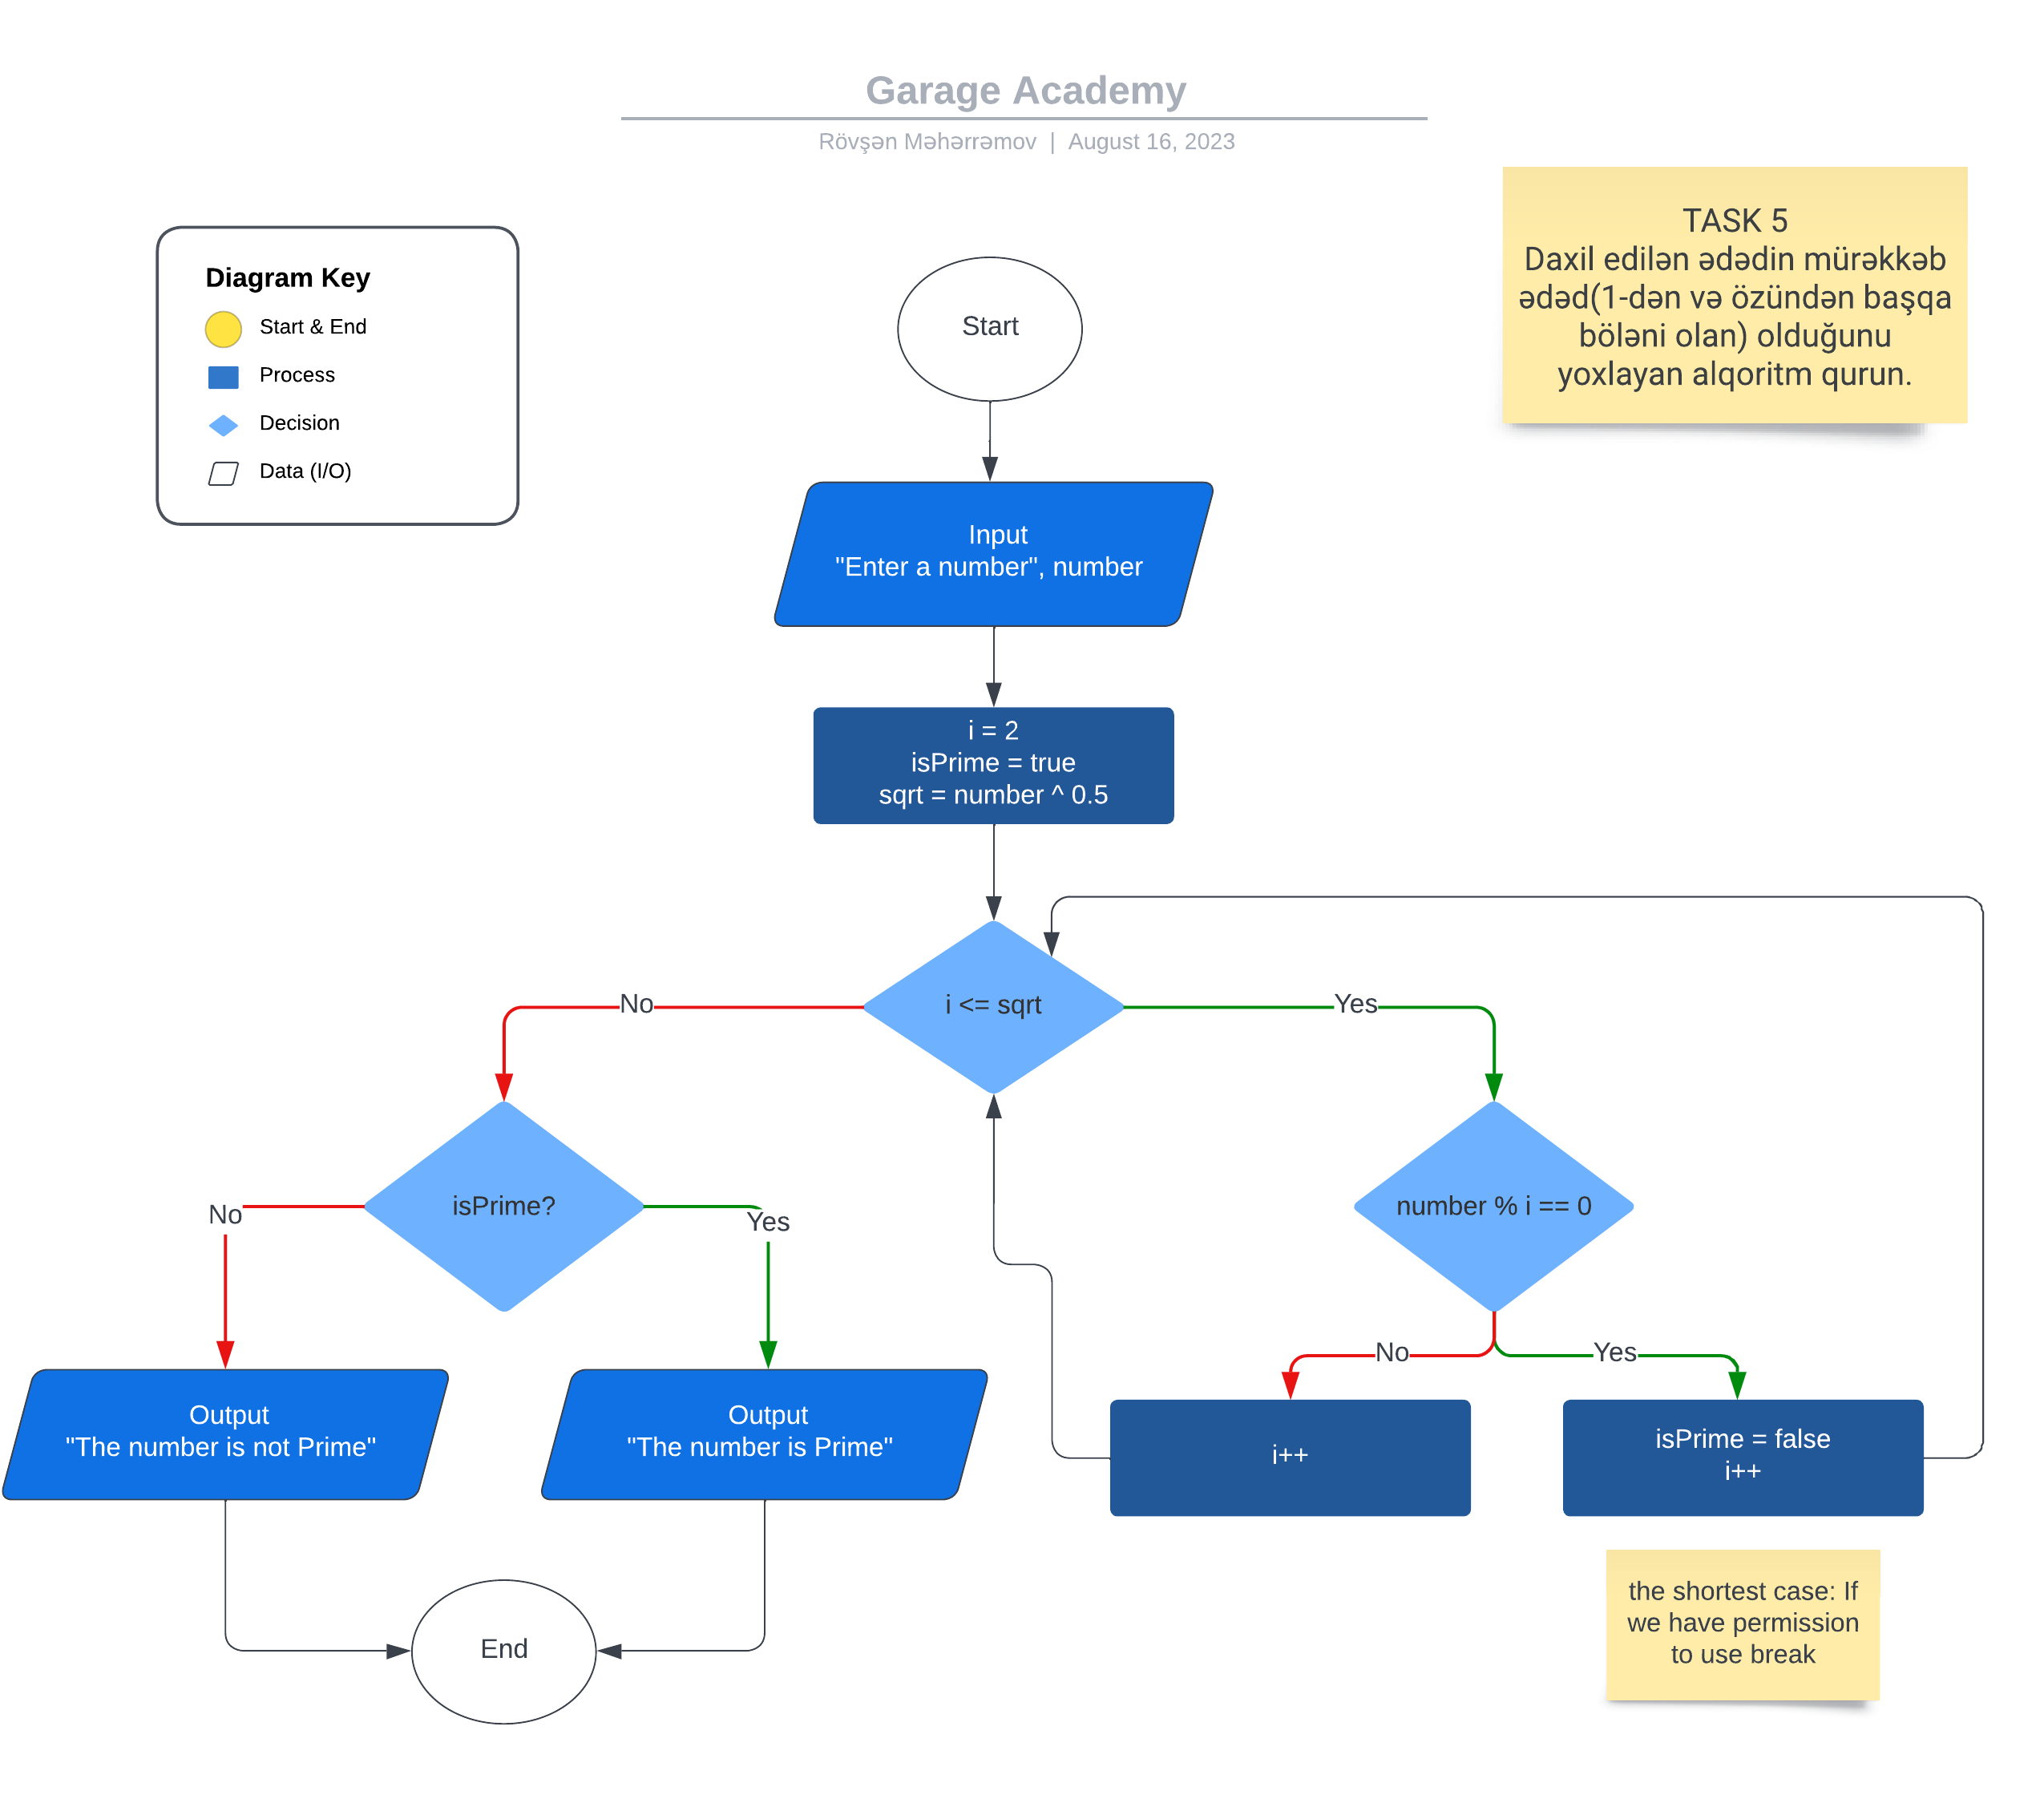 Garage Academy
Rövşən Məhərrəmov | August 16, 2023
TASK 5
Daxil edilən ədədin mürəkkəb
ədəd(1-dən və özündən başqa
böləni olan) olduğunu
yoxlayan alqoritm qurun.
Diagram Key
Start & End
Process
Decision
Data (I/O)
Start
Input
"Enter a number", number
i = 2
isPrime = true
sqrt = number ^ 0.5
i <= sqrt
No
Yes
isPrime?
number % i == 0
No
Yes
No
Yes
Output
"The number is not Prime"
Output
"The number is Prime"
i++
isPrime = false
i++
the shortest case: If
we have permission
to use break
End